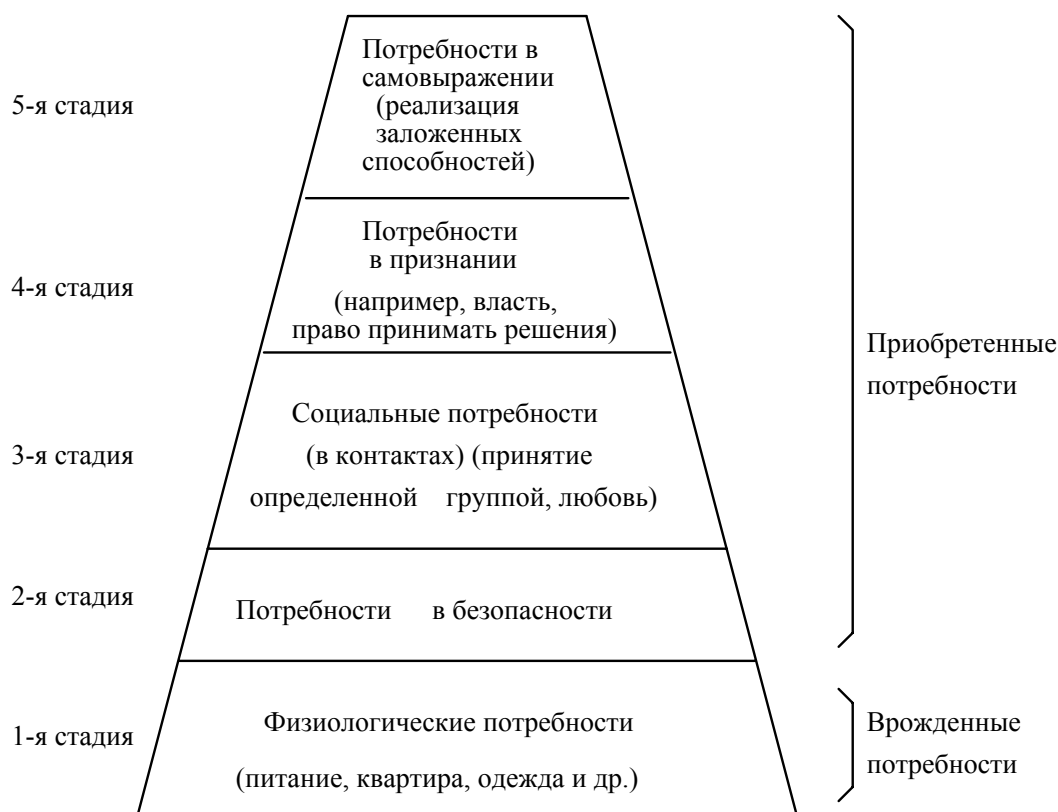 5-я стадия
Потребности в
самовыражении
(реализация
заложенных
способностей)
4-я стадия
Потребности
в признании
(например, власть,
право принимать решения)
3-я стадия
Социальные потребности
(в контактах) (принятие
определенной группой, любовь)
2-я стадия
Потребности в безопасности
Приобретенные
потребности
1-я стадия
Физиологические потребности
(питание, квартира, одежда и др.)
Врожденные
потребности